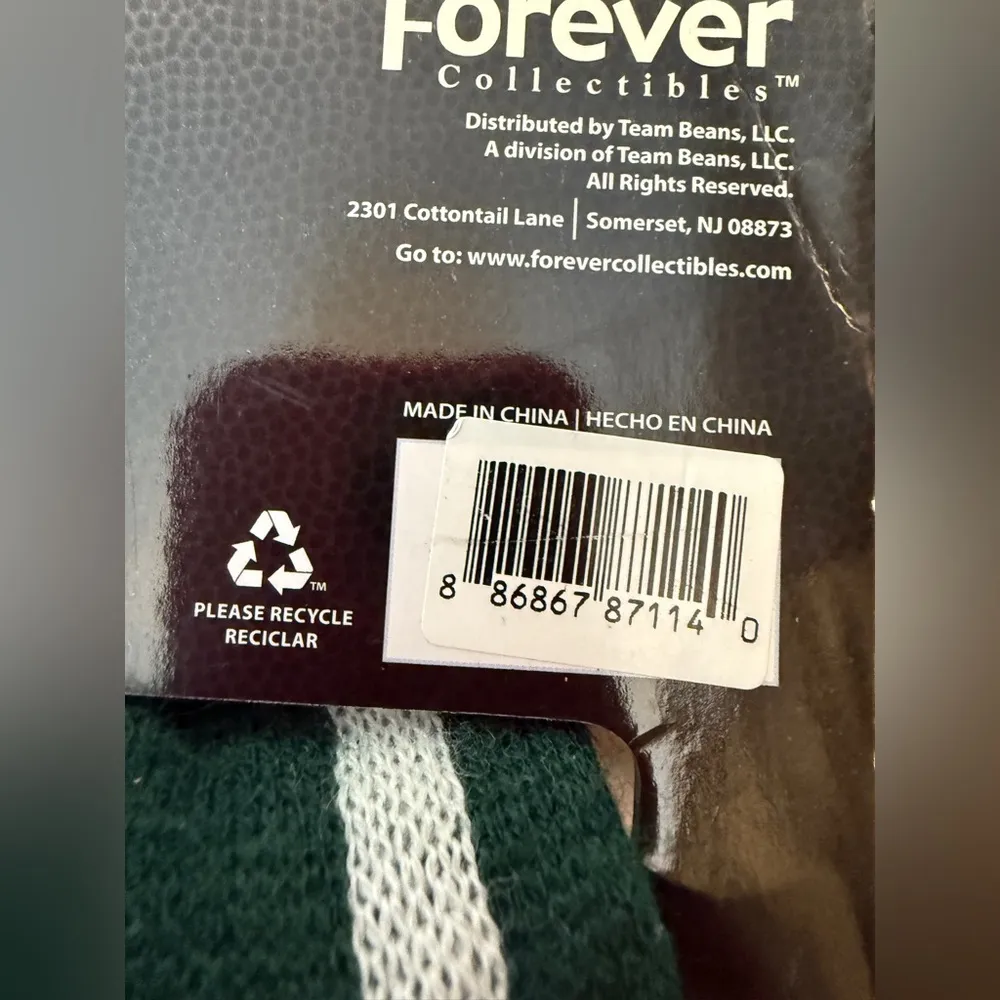 Forever
Collectibles™
Distributed by Team Beans, LLC.
A division of Team Beans, LLC.
All Rights Reserved.
2301 Cottontail Lane | Somerset, NJ 08873
Go to: www.forevercollectibles.com
MADE IN CHINA | HECHO EN CHINA
8 86867 87114 0
TM
PLEASE RECYCLE
RECICLAR